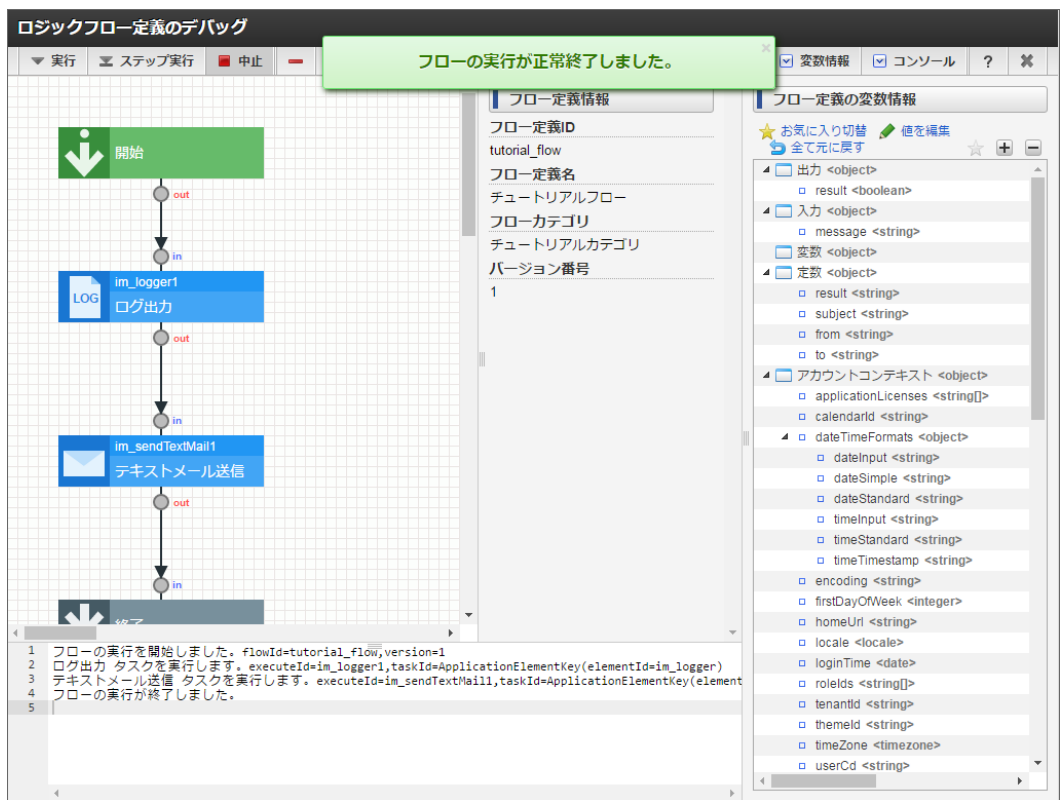 ロジックフロー定義のデバッグ
実行 ステップ実行 中止
フローの実行が正常終了しました。
変数情報 コンソール ?
開始
out
in
im_logger1
LOG
ログ出力
out
in
im_sendTextMail1
テキストメール送信
out
in
終了
フロー定義情報
フロー定義ID
tutorial_flow
フロー定義名
チュートリアルフロー
フローカテゴリ
チュートリアルカテゴリ
バージョン番号
1
フロー定義の変数情報
お気に入り切替 値を編集
全て元に戻す
出力 <object>
result <boolean>
入力 <object>
message <string>
変数 <object>
定数 <object>
result <string>
subject <string>
from <string>
to <string>
アカウントコンテキスト <object>
applicationLicenses <string[]>
calendarId <string>
dateTimeFormats <object>
dateInput <string>
dateSimple <string>
dateStandard <string>
timeInput <string>
timeStandard <string>
timeTimestamp <string>
encoding <string>
firstDayOfWeek <integer>
homeUrl <string>
locale <locale>
loginTime <date>
roleIds <string[]>
tenantId <string>
themeId <string>
timeZone <timezone>
userCd <string>
1 フローの実行を開始しました。flowId=tutorial_flow,version=1
2 ログ出力 タスクを実行します。executeId=im_logger1,taskId=ApplicationElementKey(elementId=im_logger)
3 テキストメール送信 タスクを実行します。executeId=im_sendTextMail1,taskId=ApplicationElementKey(element
4 フローの実行が終了しました。
5